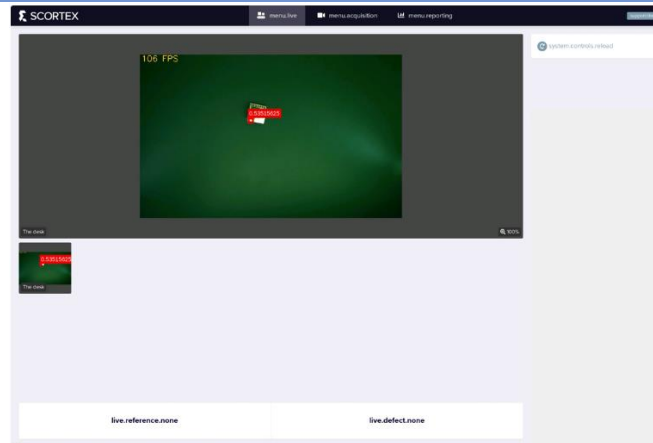 SCORTEX
menu.live
menu.acquisition
menu.reporting
system.controls.reload
106 FPS
0.53515625
The desk
100%
0.53515625
The desk
live.reference.none
live.defect.none